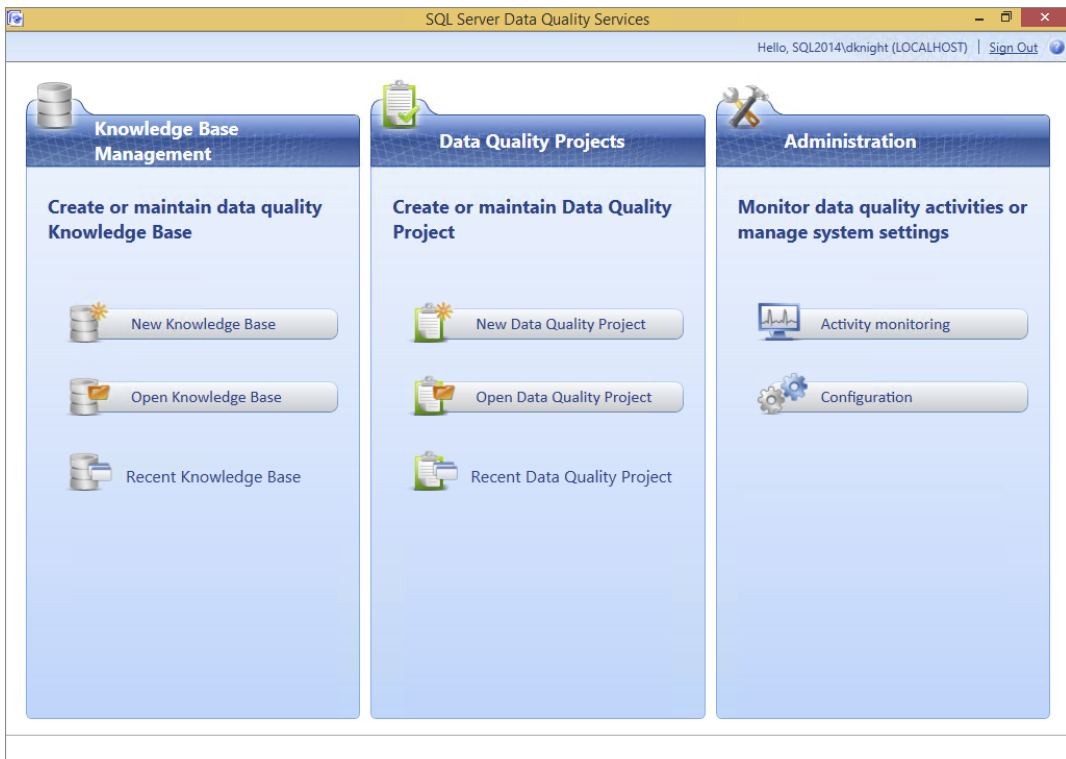 SQL Server Data Quality Services
Hello, SQL2014\dknight (LOCALHOST) | Sign Out
Knowledge Base
Management
Create or maintain data quality
Knowledge Base
New Knowledge Base
Open Knowledge Base
Recent Knowledge Base
Data Quality Projects
Create or maintain Data Quality
Project
New Data Quality Project
Open Data Quality Project
Recent Data Quality Project
Administration
Monitor data quality activities or
manage system settings
Activity monitoring
Configuration